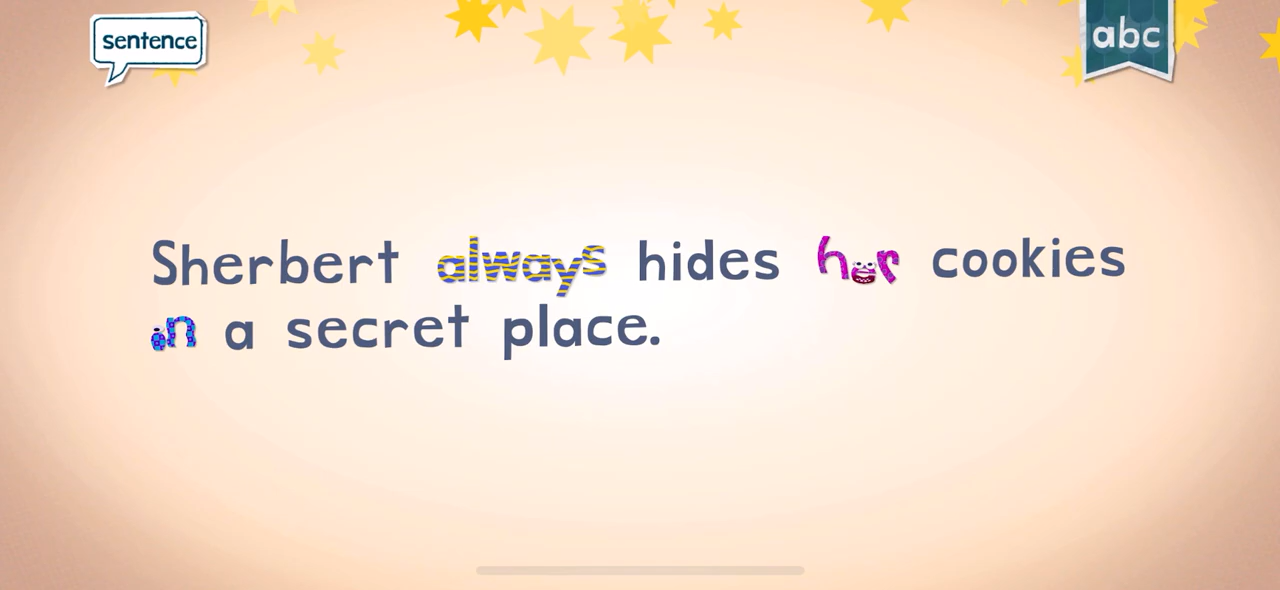 sentence
abc
Sherbert always hides her cookies
in a secret place.